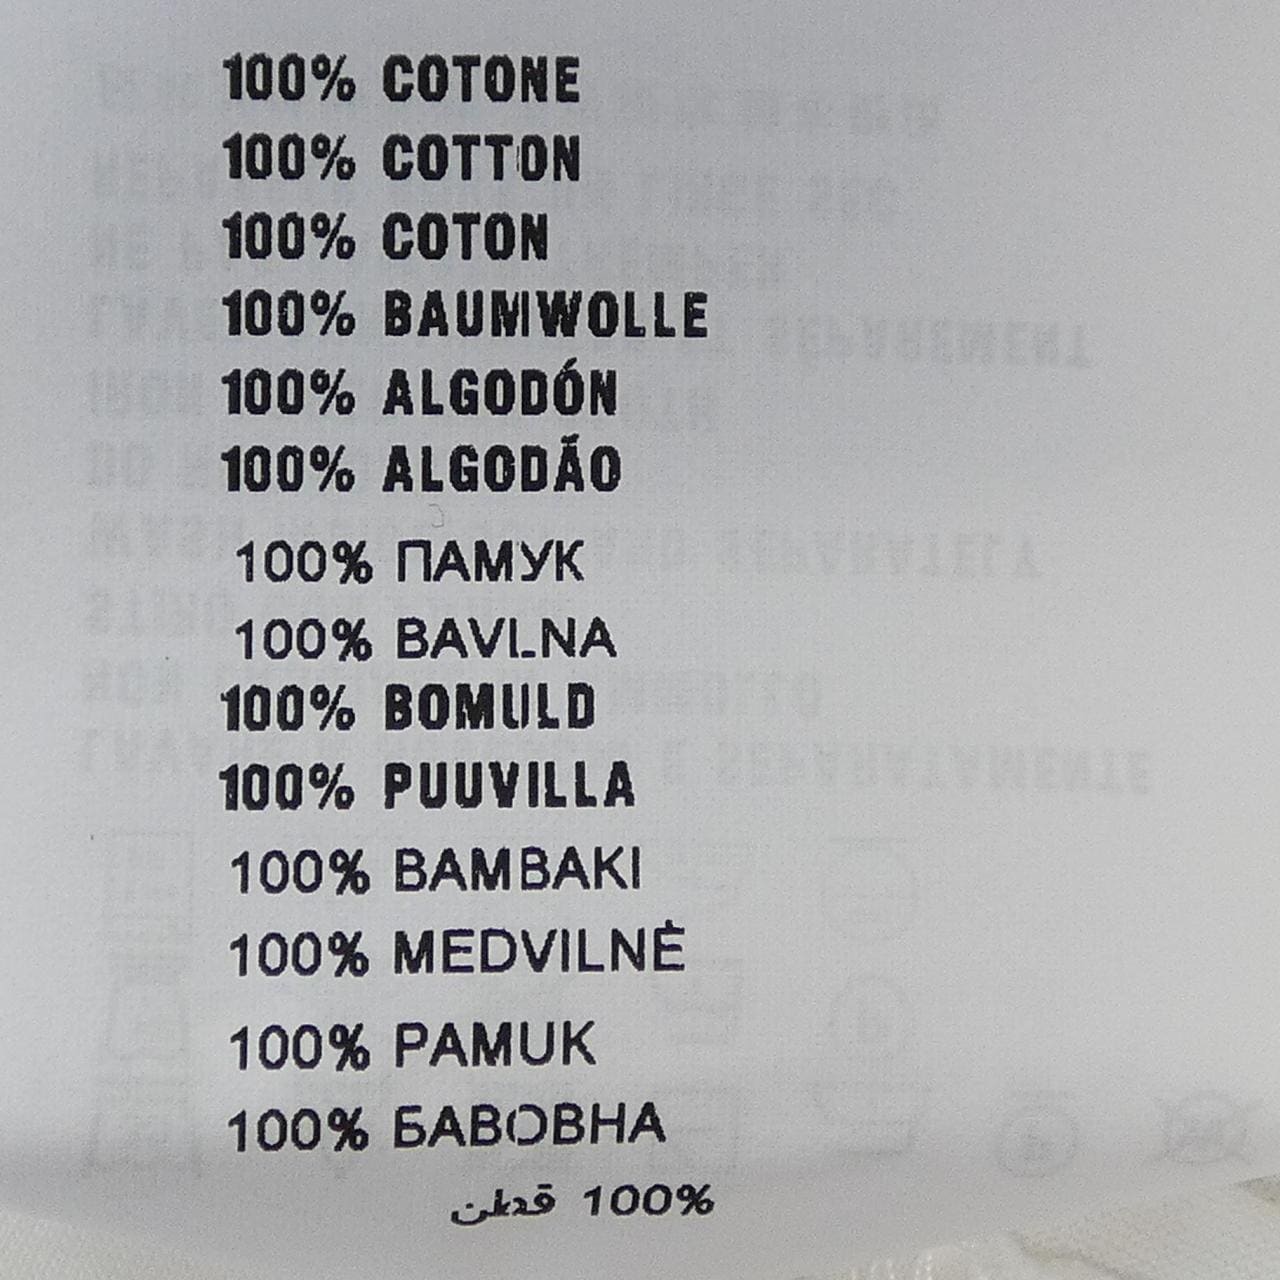 100% COTONE
100% COTTON
100% COTON
100% BAUMWOLLE
100% ALGODÓN
100% ALGODÃO
100% ПАМУК
100% BAVLNA
100% BOMULD
100% PUUVILLA
100% ΒΑΜΒΑΚΙ
100% MEDVILNĖ
100% PAMUK
100% БАВОВНА
100% قطن